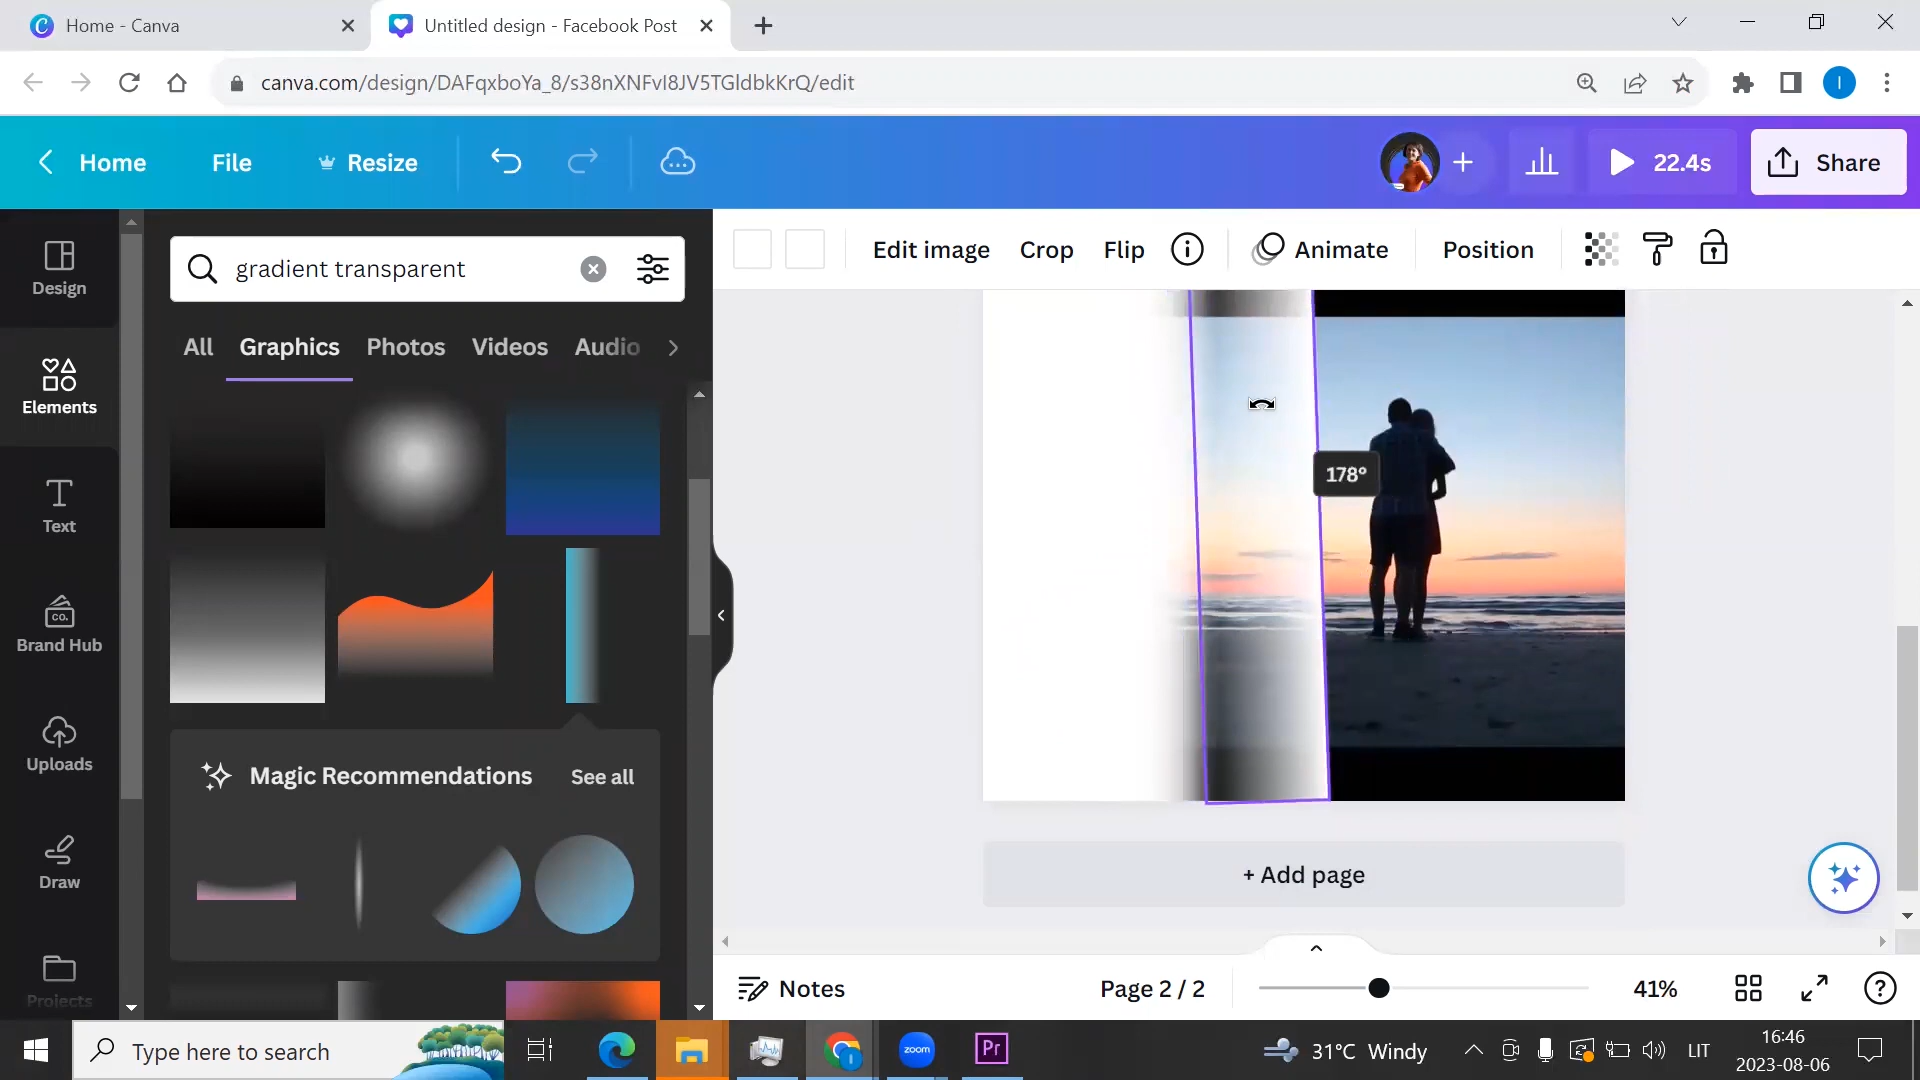 Home - Canva
Untitled design - Facebook Post
canva.com/design/DAFqxboYa_8/s38nXNFvI8JV5TGldbkKrQ/edit
I
Home
File
Resize
22.4s
Share
Design
Elements
Text
Brand Hub
CO.
Uploads
Draw
Projects
gradient transparent
All
Graphics
Photos
Videos
Audio
Magic Recommendations
See all
Edit image
Crop
Flip
Animate
Position
178°
+ Add page
Notes
Page 2 / 2
41%
Type here to search
zoom
Pr
31°C Windy
LIT
16:46
2023-08-06